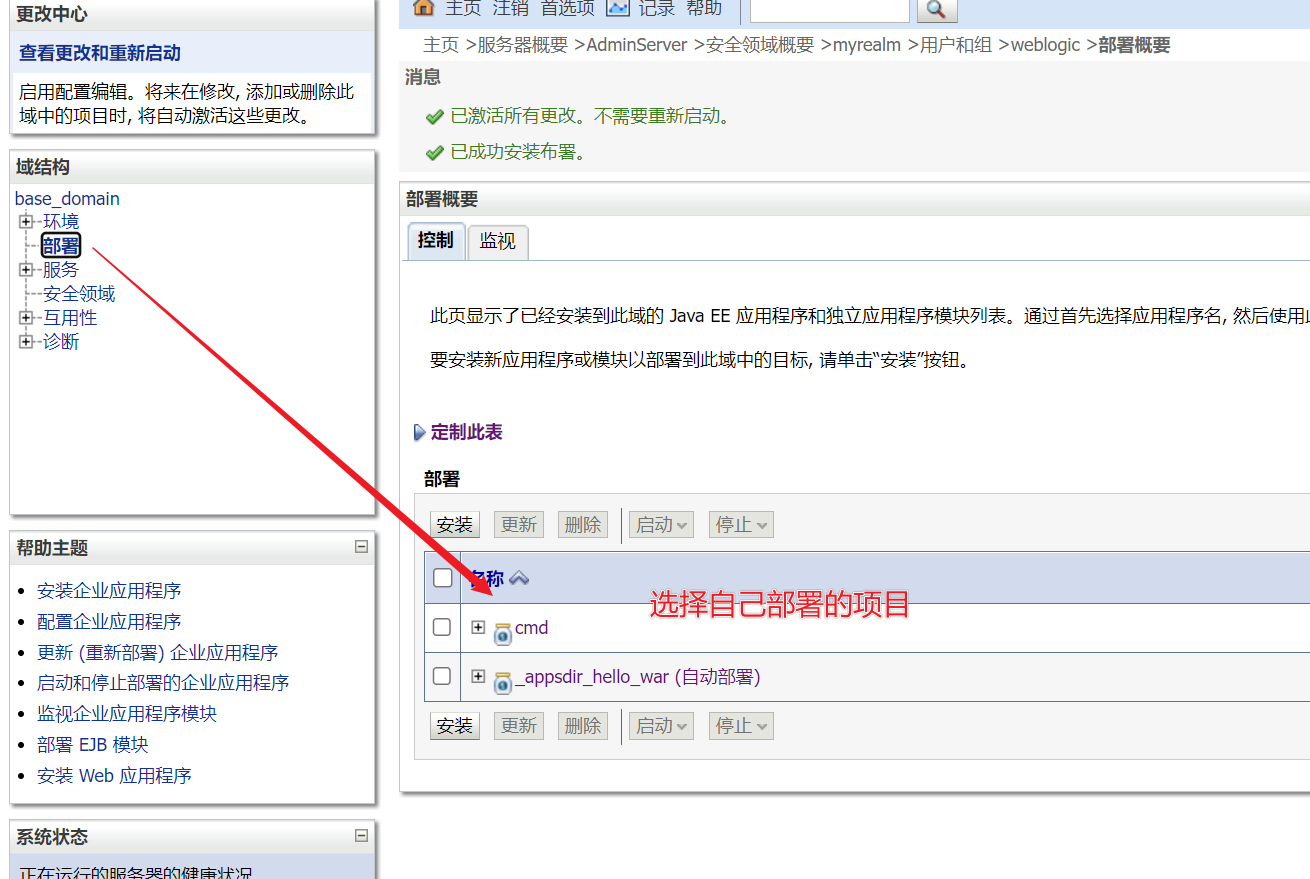 更改中心
查看更改和重新启动
启用配置编辑。将来在修改, 添加或删除此
域中的项目时, 将自动激活这些更改。
域结构
base_domain
环境
部署
服务
安全领域
互用性
诊断
帮助主题
安装企业应用程序
配置企业应用程序
更新 (重新部署) 企业应用程序
启动和停止部署的企业应用程序
监视企业应用程序模块
部署 EJB 模块
安装 Web 应用程序
系统状态
正在运行的服务器的健康状况
主页 注销 首选项 记录 帮助
主页 >服务器概要 >AdminServer >安全领域概要 >myrealm >用户和组 >weblogic >部署概要
消息
已激活所有更改。不需要重新启动。
已成功安装布署。
部署概要
控制 监视
此页显示了已经安装到此域的 Java EE 应用程序和独立应用程序模块列表。通过首先选择应用程序名, 然后使用
要安装新应用程序或模块以部署到此域中的目标, 请单击“安装”按钮。
定制此表
部署
安装 更新 删除 启动 停止
名称
选择自己部署的项目
cmd
_appsdir_hello_war (自动部署)
安装 更新 删除 启动 停止